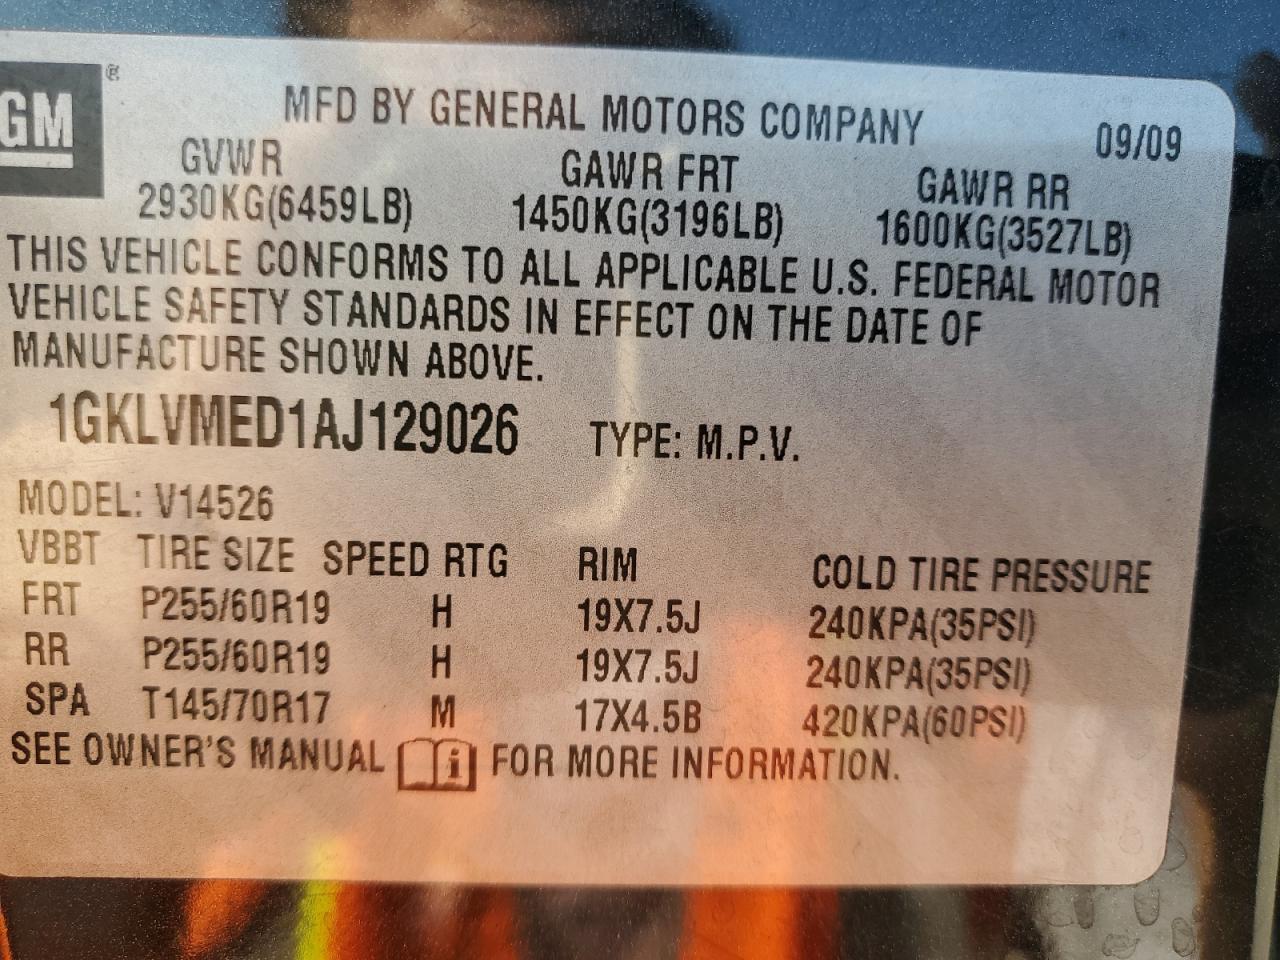 GM®
MFD BY GENERAL MOTORS COMPANY 09/09
GVWR GAWR FRT GAWR RR
2930KG(6459LB) 1450KG(3196LB) 1600KG(3527LB)
THIS VEHICLE CONFORMS TO ALL APPLICABLE U.S. FEDERAL MOTOR
VEHICLE SAFETY STANDARDS IN EFFECT ON THE DATE OF
MANUFACTURE SHOWN ABOVE.
1GKLVMED1AJ129026 TYPE: M.P.V.
MODEL: V14526
VBBT TIRE SIZE SPEED RTG RIM COLD TIRE PRESSURE
FRT P255/60R19 H 19X7.5J 240KPA(35PSI)
RR P255/60R19 H 19X7.5J 240KPA(35PSI)
SPA T145/70R17 M 17X4.5B 420KPA(60PSI)
SEE OWNER'S MANUAL i FOR MORE INFORMATION.